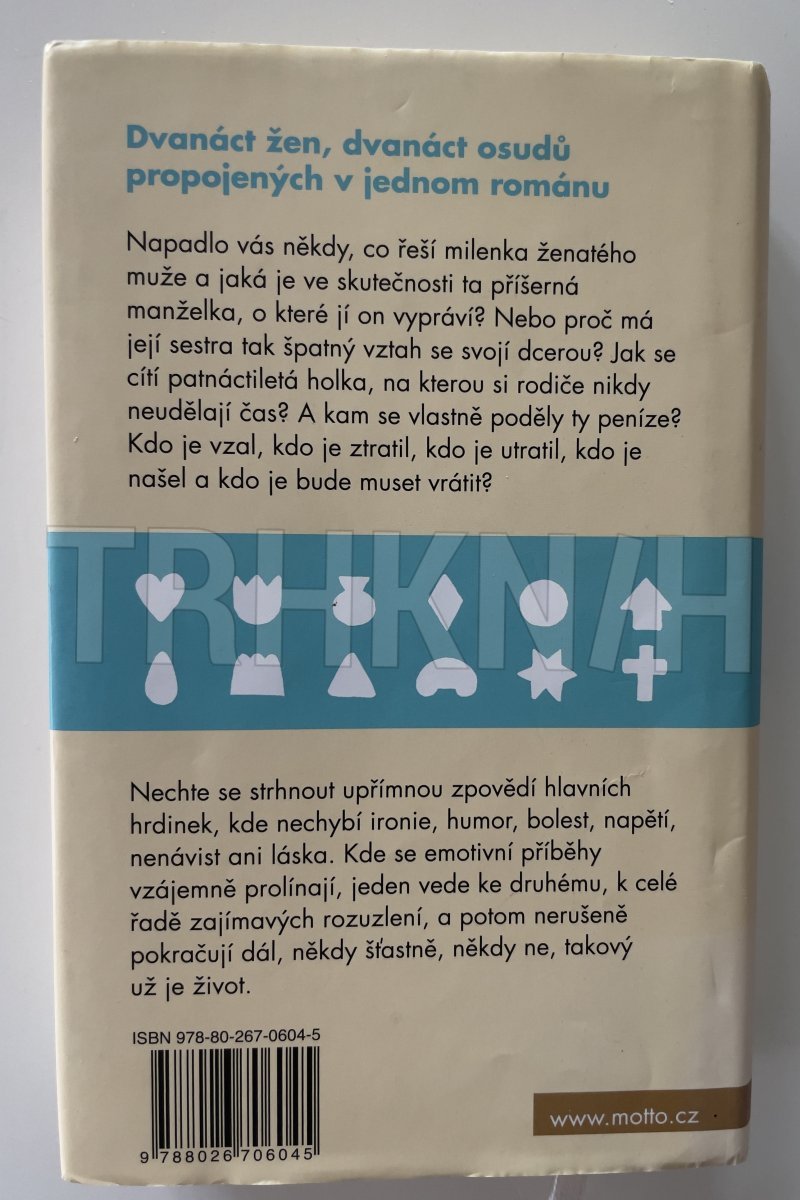 Dvanáct žen, dvanáct osudů
propojených v jednom románu
Napadlo vás někdy, co řeší milenka ženatého
muže a jaká je ve skutečnosti ta příšerná
manželka, o které jí on vypráví? Nebo proč má
její sestra tak špatný vztah se svojí dcerou? Jak se
cítí patnáctiletá holka, na kterou si rodiče nikdy
neudělají čas? A kam se vlastně poděly ty peníze?
Kdo je vzal, kdo je ztratil, kdo je utratil, kdo je
našel a kdo je bude muset vrátit?
TRHKNIH
Nechte se strhnout upřímnou zpovědí hlavních
hrdinek, kde nechybí ironie, humor, bolest, napětí,
nenávist ani láska. Kde se emotivní příběhy
vzájemně prolínají, jeden vede ke druhému, k celé
řadě zajímavých rozuzlení, a potom nerušeně
pokračují dál, někdy šťastně, někdy ne, takový
už je život.
ISBN 978-80-267-0604-5
9 788026 706045
www.motto.cz